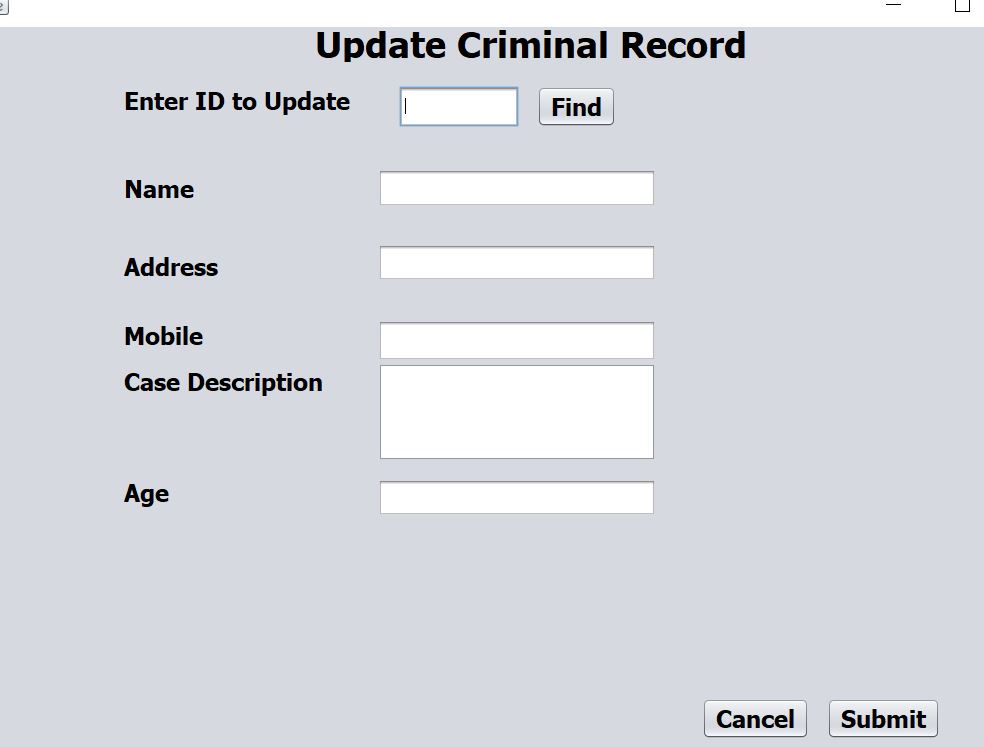 Update Criminal Record
Enter ID to Update
Find
Name
Address
Mobile
Case Description
Age
Cancel Submit